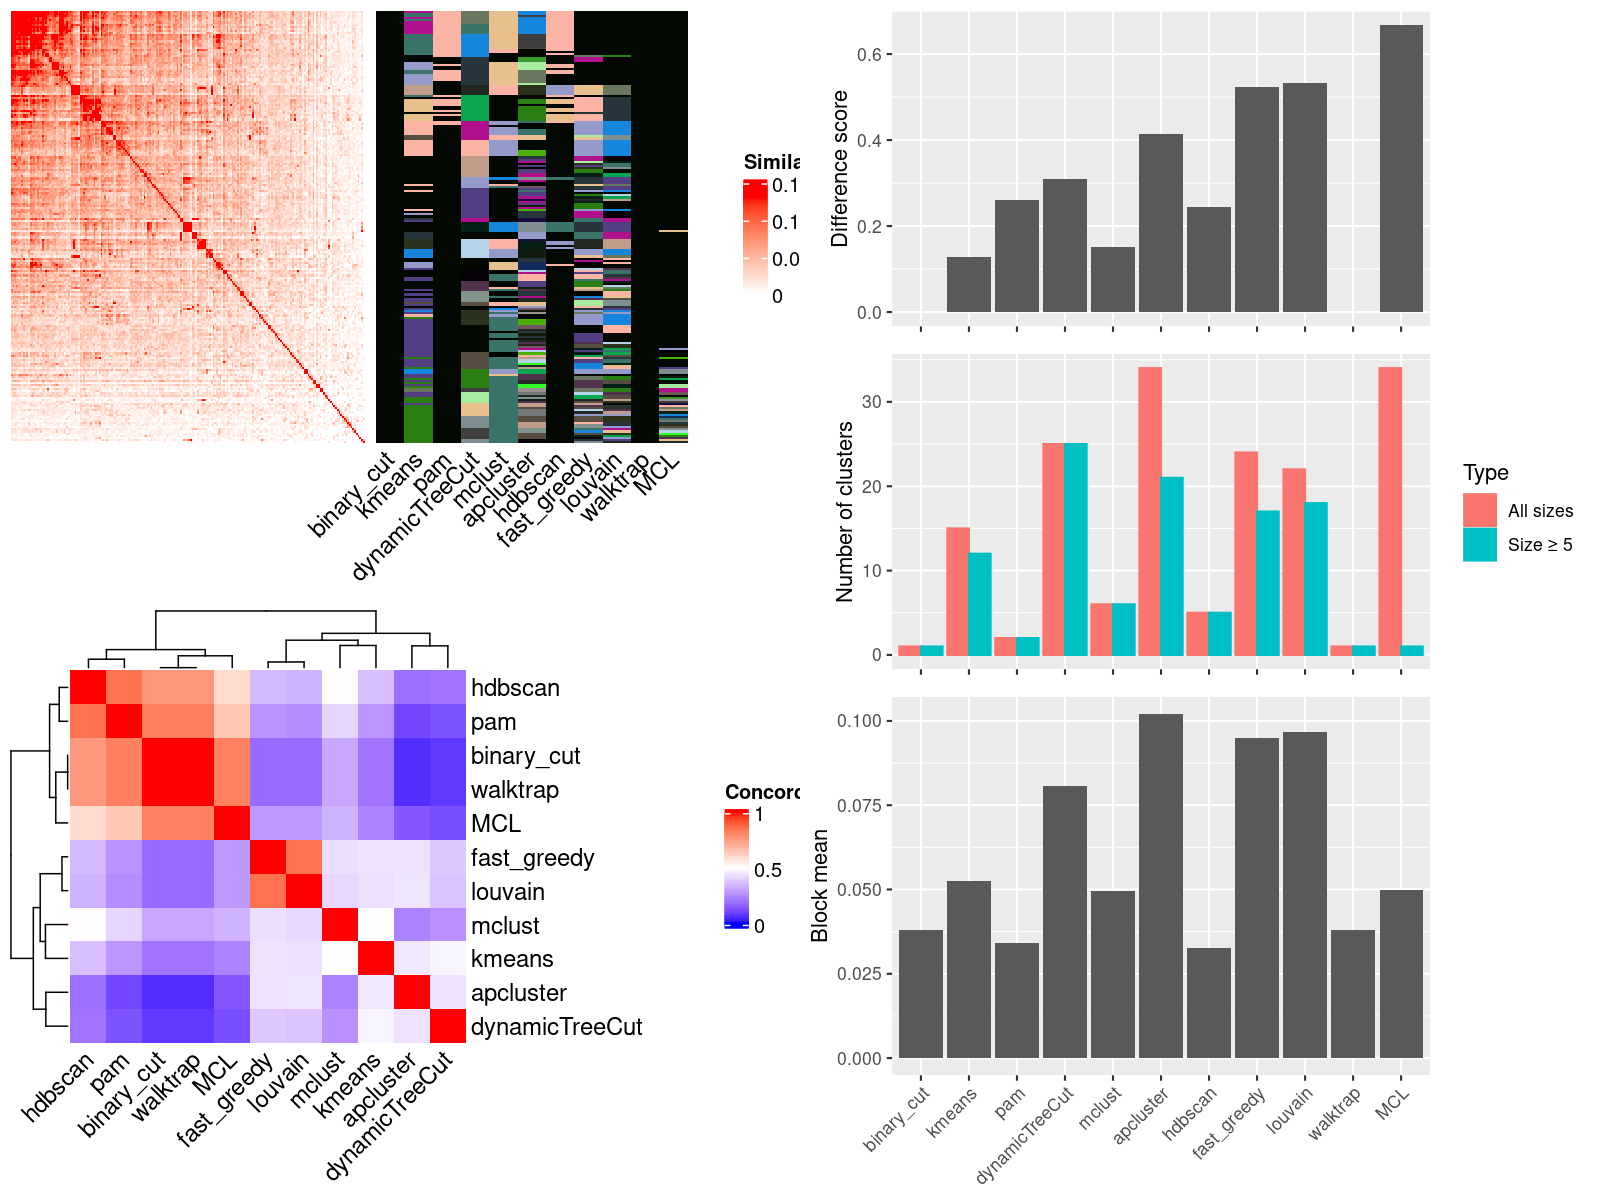 Simila
0.1
0.1
0.0
0
binary_cut
kmeans
pam
dynamicTreeCut
mclust
apcluster
hdbscan
fast_greedy
louvain
walktrap
MCL
hdbscan
pam
binary_cut
walktrap
MCL
fast_greedy
louvain
mclust
kmeans
apcluster
dynamicTreeCut
hdbscan
pam
binary_cut
walktrap
MCL
fast_greedy
louvain
mclust
kmeans
apcluster
dynamicTreeCut
Concord
1
0.5
0
Difference score
0.6
0.4
0.2
0.0
Number of clusters
30
20
10
0
Type
All sizes
Size ≥ 5
Block mean
0.100
0.075
0.050
0.025
0.000
binary_cut
kmeans
pam
dynamicTreeCut
mclust
apcluster
hdbscan
fast_greedy
louvain
walktrap
MCL